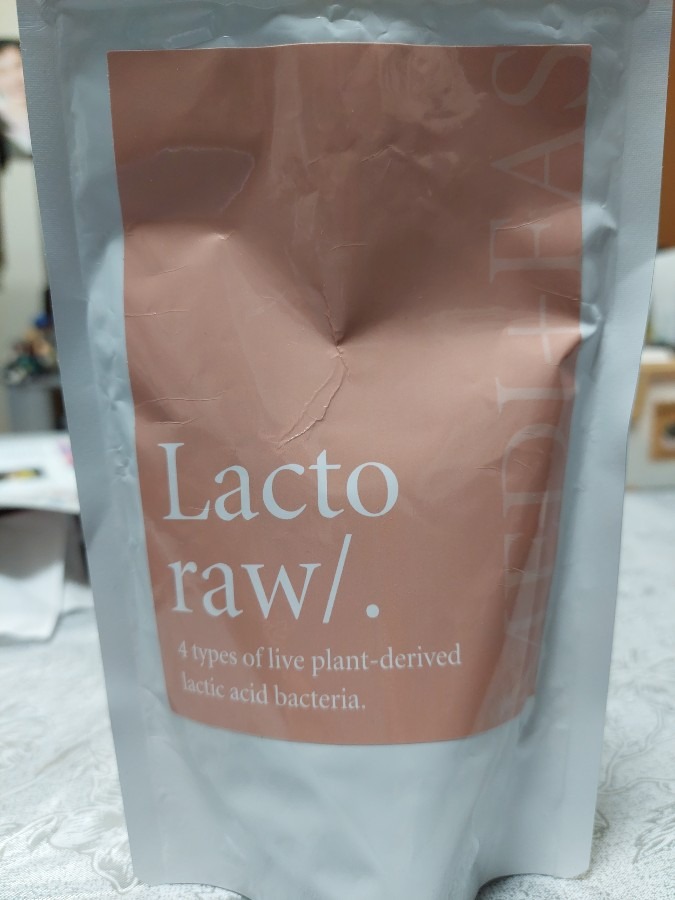 Lacto
raw/.
4 types of live plant-derived
lactic acid bacteria.